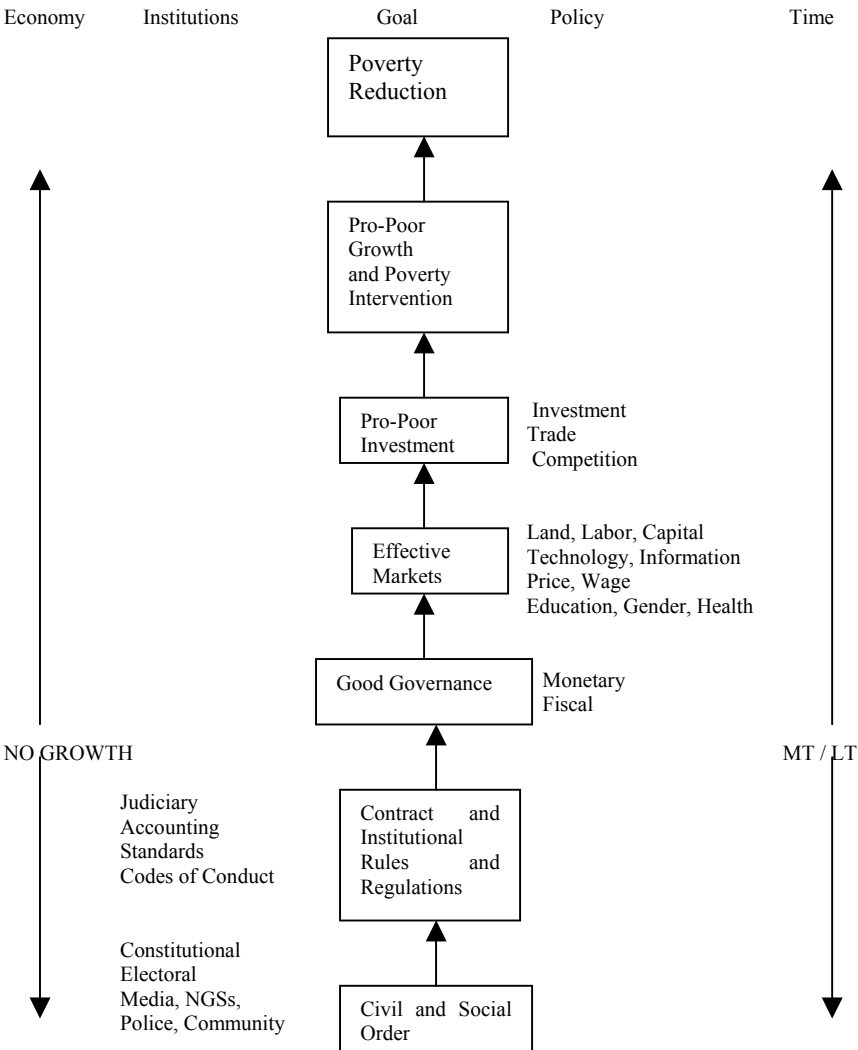 Economy Institutions Goal Policy Time
Poverty
Reduction
Pro-Poor
Growth
and Poverty
Intervention
Pro-Poor
Investment
Investment
Trade
Competition
Effective
Markets
Land, Labor, Capital
Technology, Information
Price, Wage
Education, Gender, Health
Good Governance
Monetary
Fiscal
NO GROWTH
MT / LT
Judiciary
Accounting
Standards
Codes of Conduct
Contract and
Institutional
Rules and
Regulations
Constitutional
Electoral
Media, NGSs,
Police, Community
Civil and Social
Order